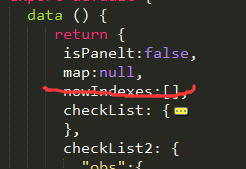 export default {
data () {
return {
isPanelt:false,
map:null,
nowIndexes:[],
checkList: {
},
checkList2: {
"obs":{